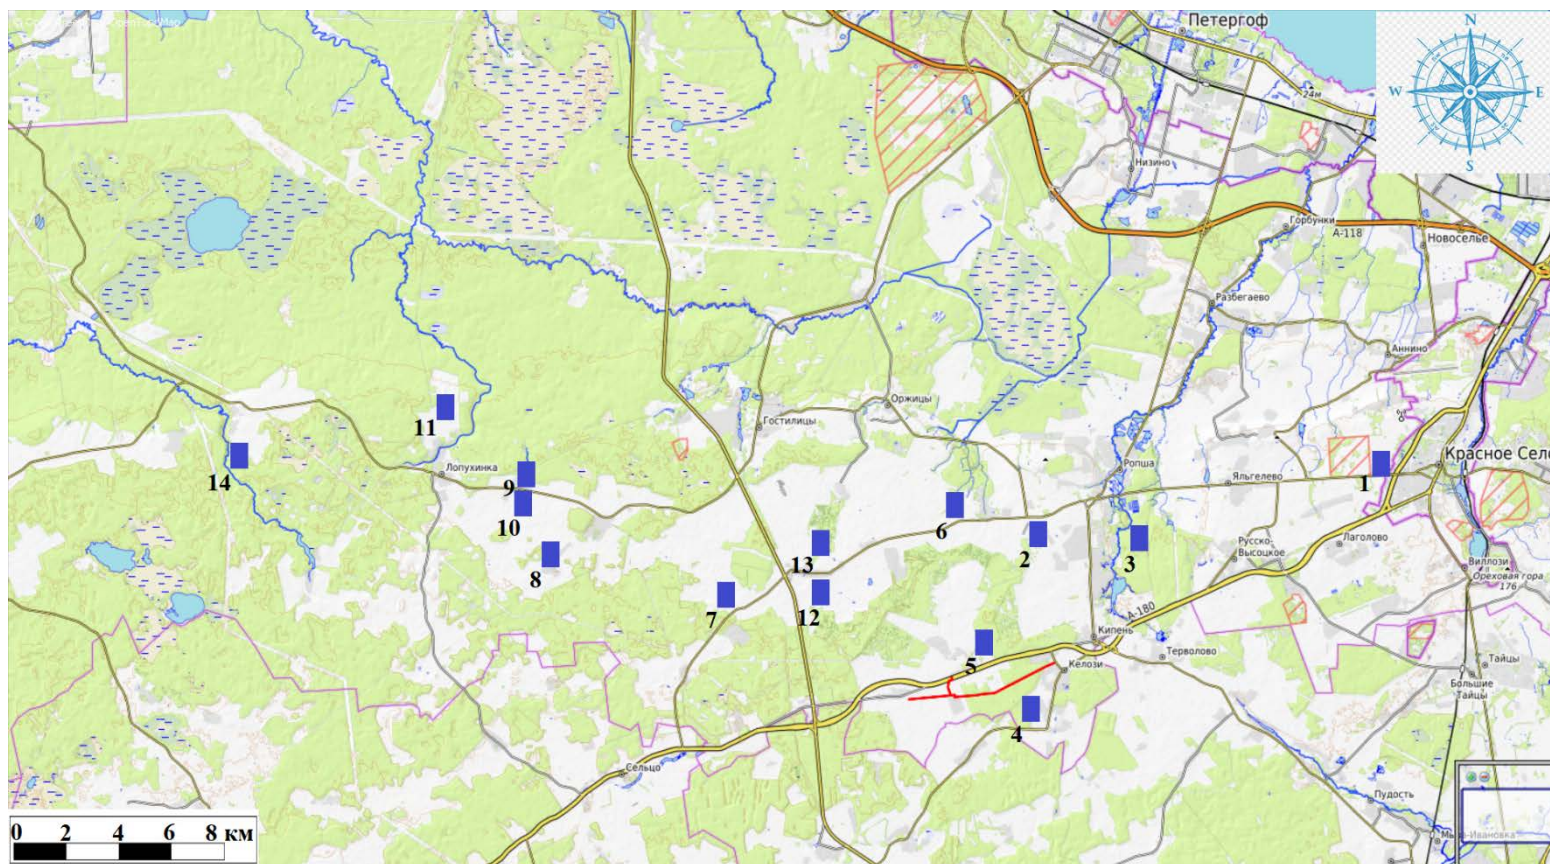 Петергоф
N
W
E
S
24м
Низино
Горбунки
А-118
Новоселье
Разбегаево
Аннино
Оржицы
Гостилицы
11
14
Лопухинка
Ропша
Яльгелево
1
Красное Село
9
10
6
2
3
13
Русско-
Высоцкое
Лаголово
8
Виллози
Ореховая гора
176
7
12
А-180
Кипень
5
Келози
Терволово
Тайцы
Большие
Тайцы
4
Сельцо
Пудость
0 2 4 6 8 км